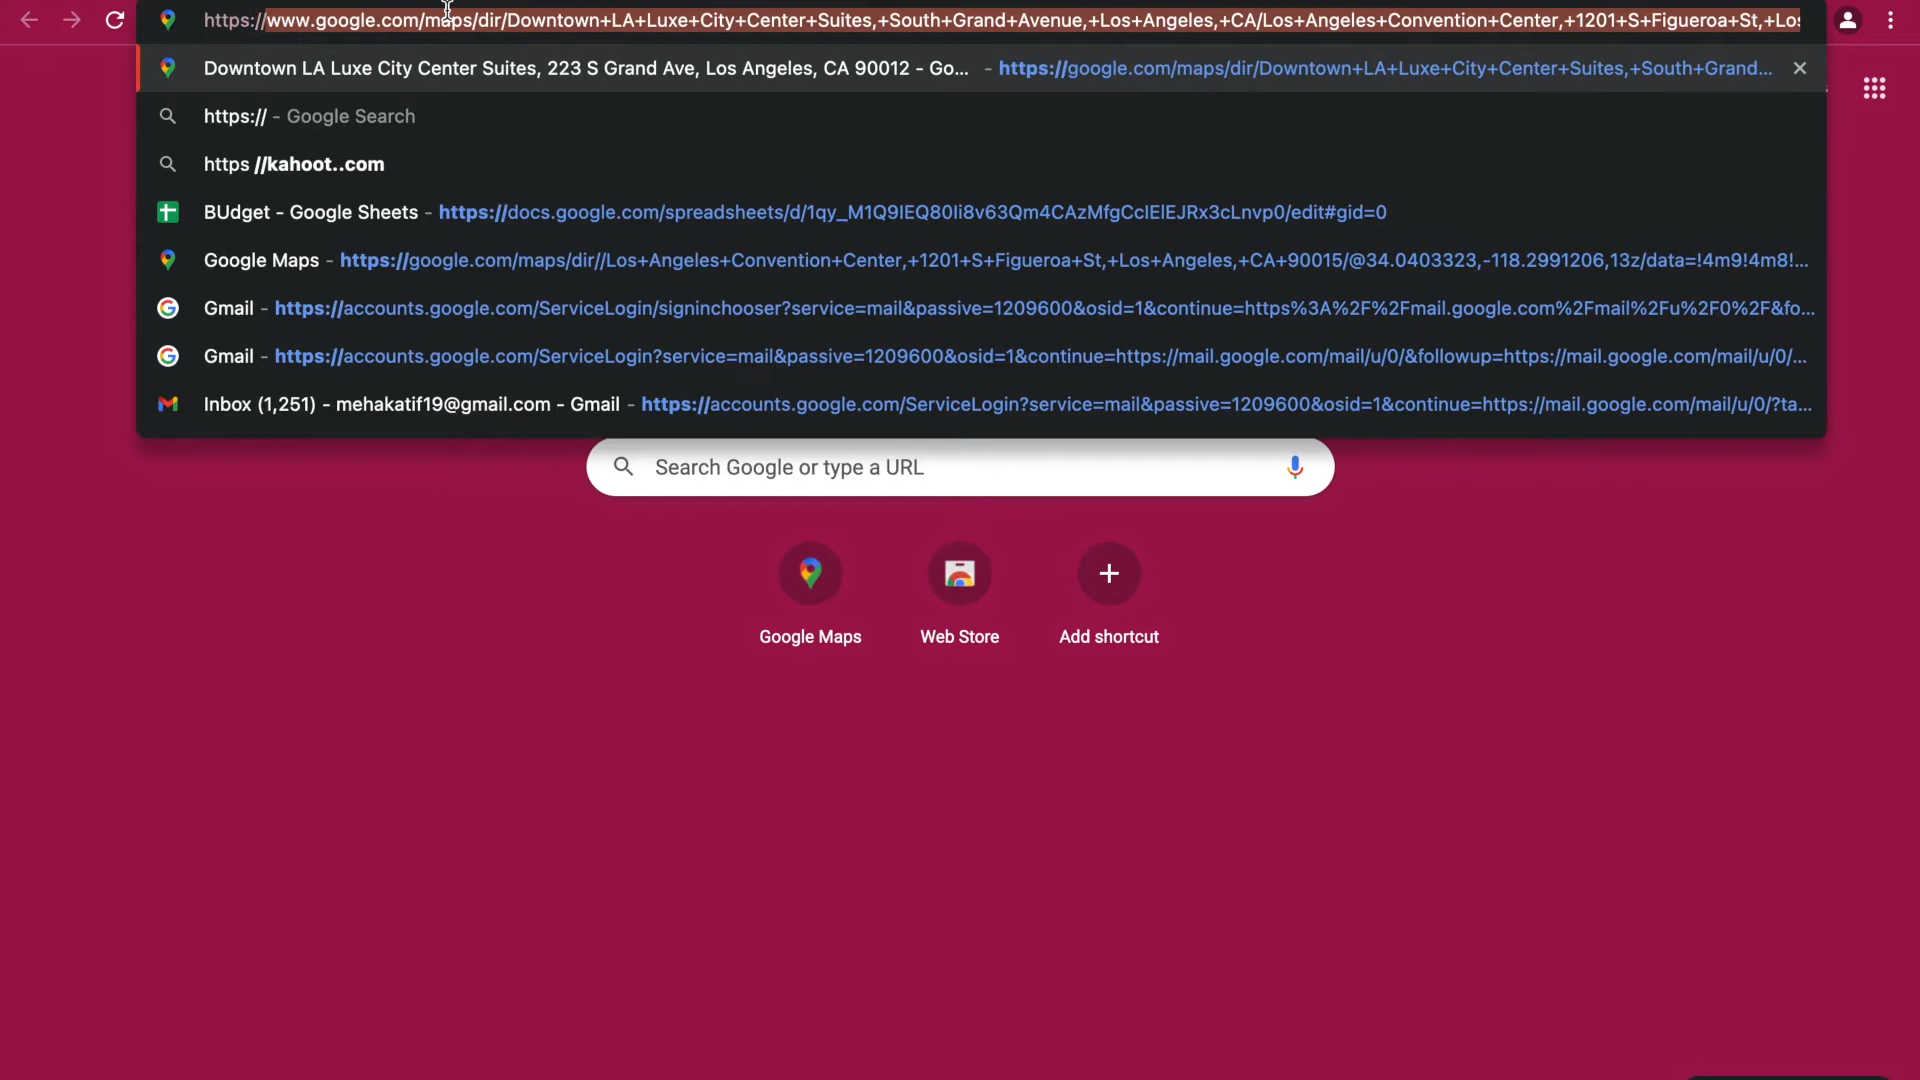 https://www.google.com/maps/dir/Downtown+LA+Luxe+City+Center+Suites,+South+Grand+Avenue,+Los+Angeles,+CA/Los+Angeles+Convention+Center,+1201+S+Figueroa+St,+Los
Downtown LA Luxe City Center Suites, 223 S Grand Ave, Los Angeles, CA 90012 - Go... - https://google.com/maps/dir/Downtown+LA+Luxe+City+Center+Suites,+South+Grand...
https:// - Google Search
https //kahoot..com
BUdget - Google Sheets - https://docs.google.com/spreadsheets/d/1qy_M1Q9IEQ80Ii8v63Qm4CAzMfgCclElEJRx3cLnvp0/edit#gid=0
Google Maps - https://google.com/maps/dir//Los+Angeles+Convention+Center,+1201+S+Figueroa+St,+Los+Angeles,+CA+90015/@34.0403323,-118.2991206,13z/data=!4m9!4m8!...
Gmail - https://accounts.google.com/ServiceLogin/signinchooser?service=mail&passive=1209600&osid=1&continue=https%3A%2F%2Fmail.google.com%2Fmail%2Fu%2F0%2F&fo...
Gmail - https://accounts.google.com/ServiceLogin?service=mail&passive=1209600&osid=1&continue=https://mail.google.com/mail/u/0/&followup=https://mail.google.com/mail/u/0/...
Inbox (1,251) - mehakatif19@gmail.com - Gmail - https://accounts.google.com/ServiceLogin?service=mail&passive=1209600&osid=1&continue=https://mail.google.com/mail/u/0/?ta...
Search Google or type a URL
Google Maps
Web Store
Add shortcut